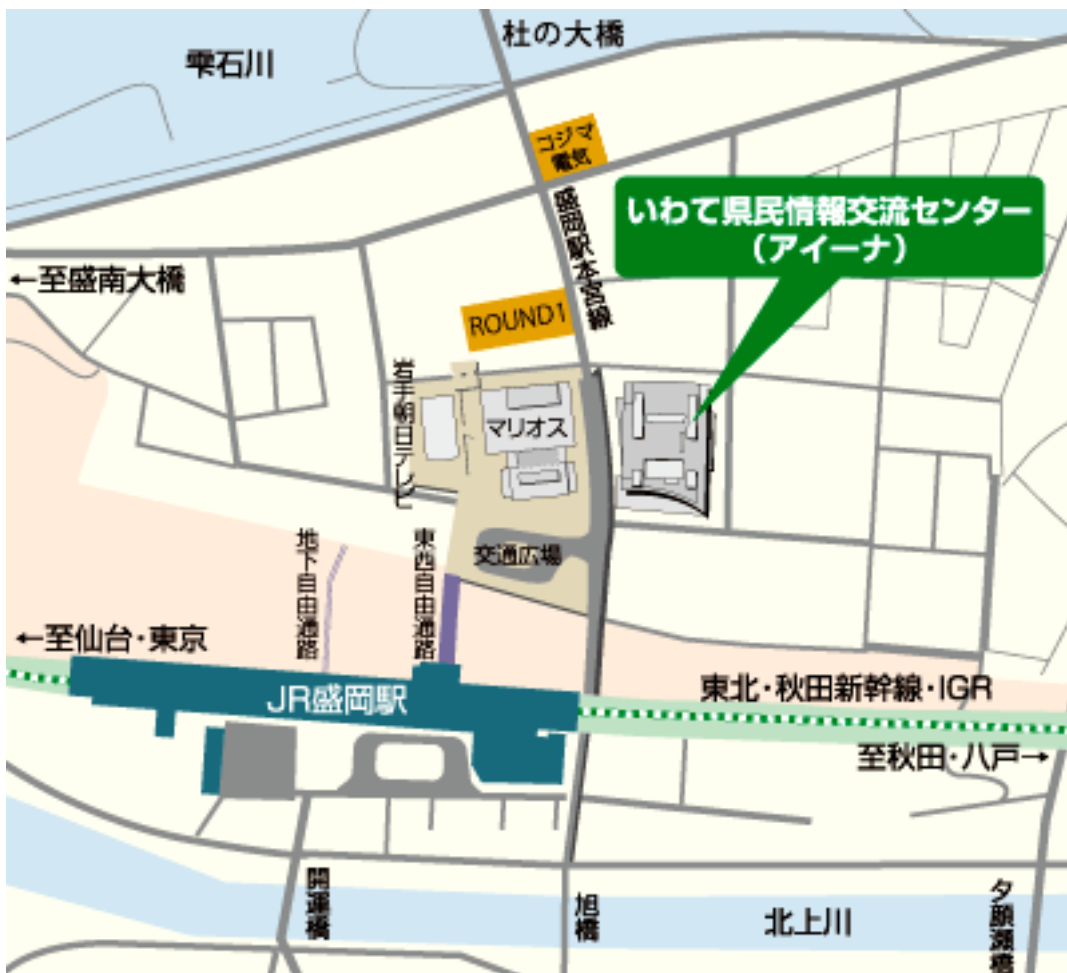 杜の大橋
雫石川
コジマ
電気
盛岡駅本宮線
いわて県民情報交流センター
（アイーナ）
←至盛南大橋
ROUND1
岩手朝日テレビ
マリオス
交通広場
地下自由通路
東西自由通路
←至仙台・東京
JR盛岡駅
東北・秋田新幹線・IGR
至秋田・八戸→
開運橋
旭橋
北上川
夕顔瀬橋